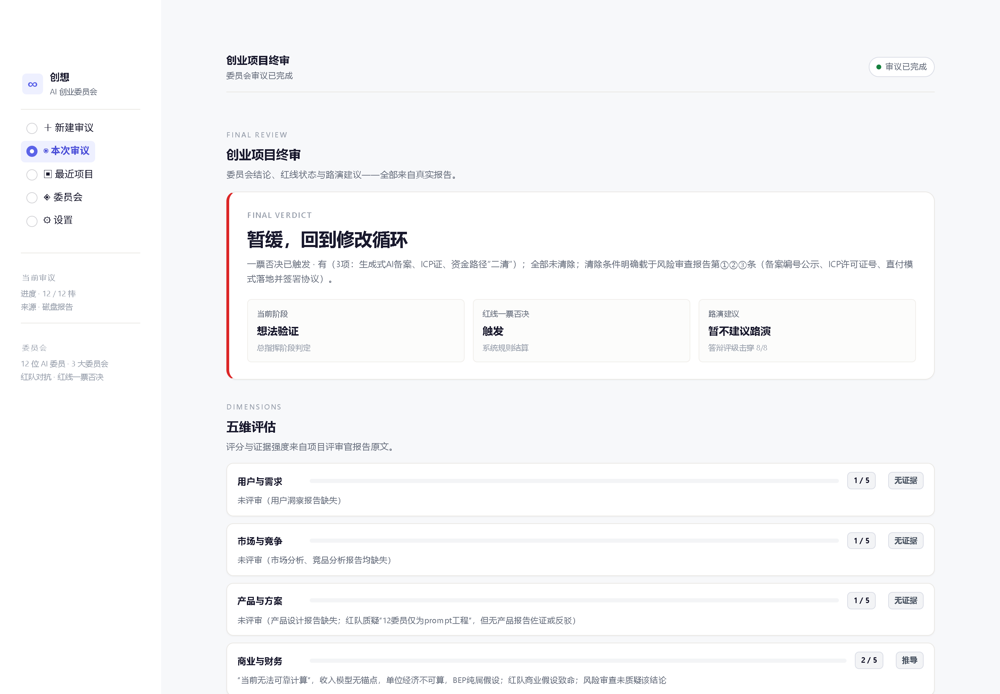 创想
AI 创业委员会
＋ 新建审议
◉ 本次审议
▣ 最近项目
◈ 委员会
⚙ 设置
当前审议
进度 · 12 / 12 棒
来源 · 磁盘报告
委员会
12 位 AI 委员 · 3 大委员会
红队对抗 · 红线一票否决
创业项目终审
委员会审议已完成
审议已完成
FINAL REVIEW
创业项目终审
委员会结论、红线状态与路演建议——全部来自真实报告。
FINAL VERDICT
暂缓，回到修改循环
一票否决已触发 · 有（3项：生成式AI备案、ICP证、资金路径"二清"）；全部未清除；清除条件明确载于风险审查报告第①②③条（备案编号公示、ICP许可证号、直付模
式落地并签署协议）。
当前阶段
想法验证
总指挥阶段判定
红线一票否决
触发
系统规则结算
路演建议
暂不建议路演
答辩评级击穿 8/8
DIMENSIONS
五维评估
评分与证据强度来自项目评审官报告原文。
用户与需求
1 / 5
无证据
未评审（用户洞察报告缺失）
市场与竞争
1 / 5
无证据
未评审（市场分析、竞品分析报告均缺失）
产品与方案
1 / 5
无证据
未评审（产品设计报告缺失；红队质疑"12委员仅为prompt工程"，但无产品报告佐证或反驳）
商业与财务
2 / 5
推导
"当前无法可靠计算"，收入模型无锚点，单位经济不可算，BEP纯属假设；红队商业假设致命；风险审查未质疑该结论